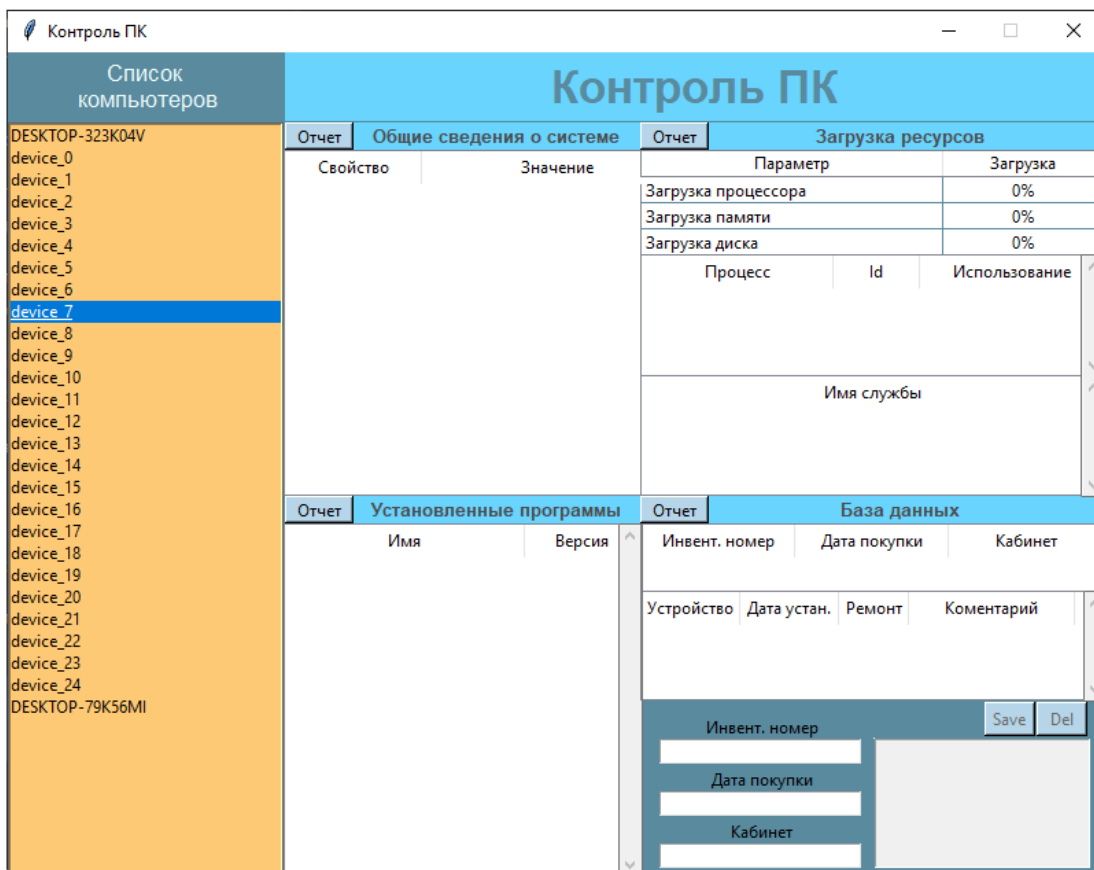 Контроль ПК
Список
компьютеров
Контроль ПК
DESKTOP-323K04V
device_0
device_1
device_2
device_3
device_4
device_5
device_6
device_7
device_8
device_9
device_10
device_11
device_12
device_13
device_14
device_15
device_16
device_17
device_18
device_19
device_20
device_21
device_22
device_23
device_24
DESKTOP-79K56MI
Отчет Общие сведения о системе
Свойство Значение
Отчет Загрузка ресурсов
Параметр Загрузка
Загрузка процессора 0%
Загрузка памяти 0%
Загрузка диска 0%
Процесс Id Использование
Имя службы
Отчет Установленные программы
Имя Версия
Отчет База данных
Инвент. номер Дата покупки Кабинет
Устройство Дата устан. Ремонт Коментарий
Save Del
Инвент. номер
Дата покупки
Кабинет